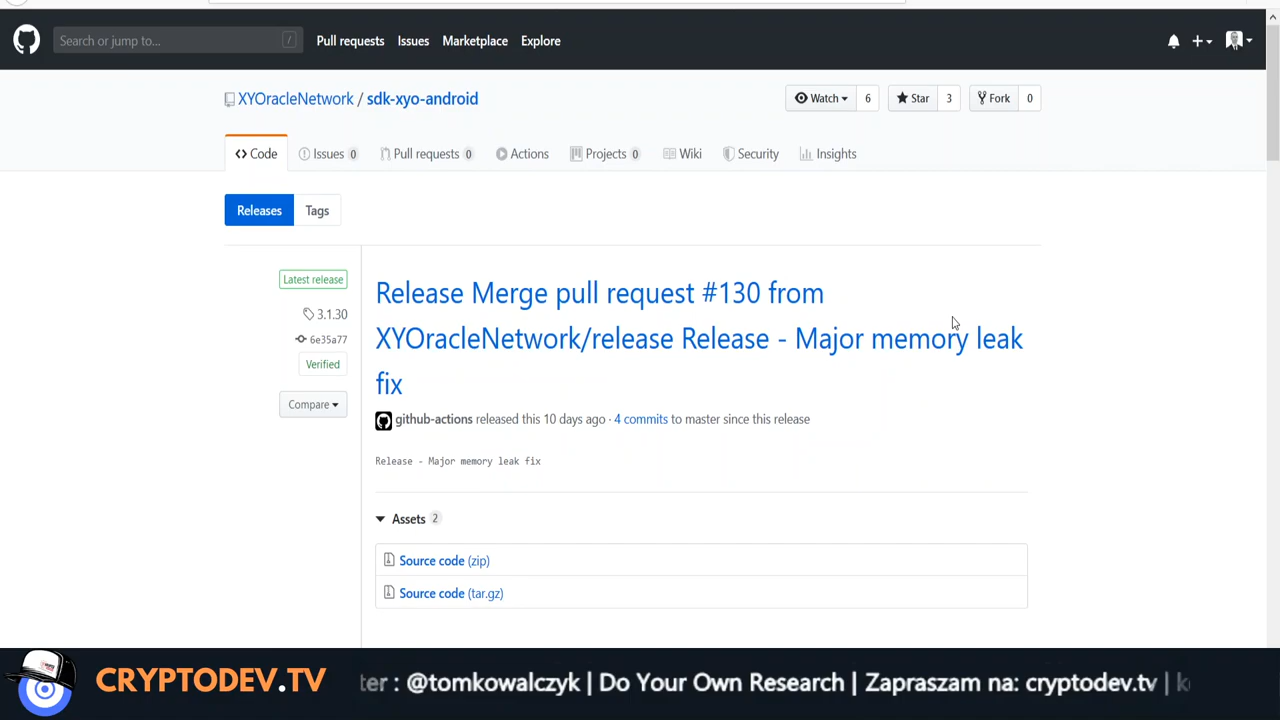 Search or jump to... /
Pull requests Issues Marketplace Explore
XYOracleNetwork / sdk-xyo-android
Watch 6 Star 3 Fork 0
Code Issues 0 Pull requests 0 Actions Projects 0 Wiki Security Insights
Releases Tags
Latest release
3.1.30
6e35a77
Verified
Compare
Release Merge pull request #130 from
XYOracleNetwork/release Release - Major memory leak
fix
github-actions released this 10 days ago · 4 commits to master since this release
Release - Major memory leak fix
Assets 2
Source code (zip)
Source code (tar.gz)
CRYPTODEV.TV
ter : @tomkowalczyk | Do Your Own Research | Zapraszam na: cryptodev.tv |